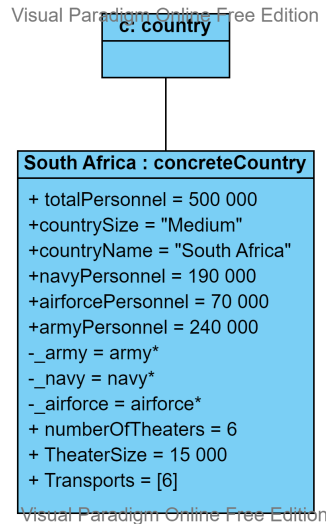 Visual Paradigm Online Free Edition
c: country
South Africa : concreteCountry
+ totalPersonnel = 500 000
+countrySize = "Medium"
+countryName = "South Africa"
+navyPersonnel = 190 000
+airforcePersonnel = 70 000
+armyPersonnel = 240 000
-_army = army*
-_navy = navy*
-_airforce = airforce*
+ numberOfTheaters = 6
+ TheaterSize = 15 000
+ Transports = [6]
Visual Paradigm Online Free Edition